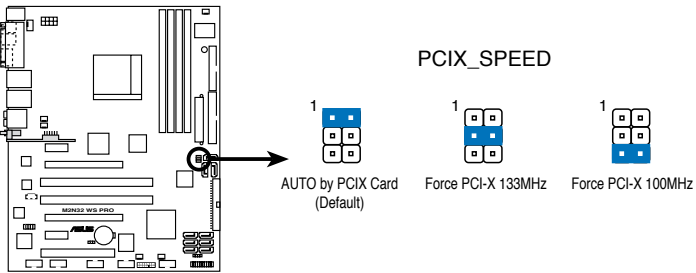 PCIX_SPEED
1
1
1
AUTO by PCIX Card
(Default)
Force PCI-X 133MHz
Force PCI-X 100MHz
M2N32 WS PRO
ASUS